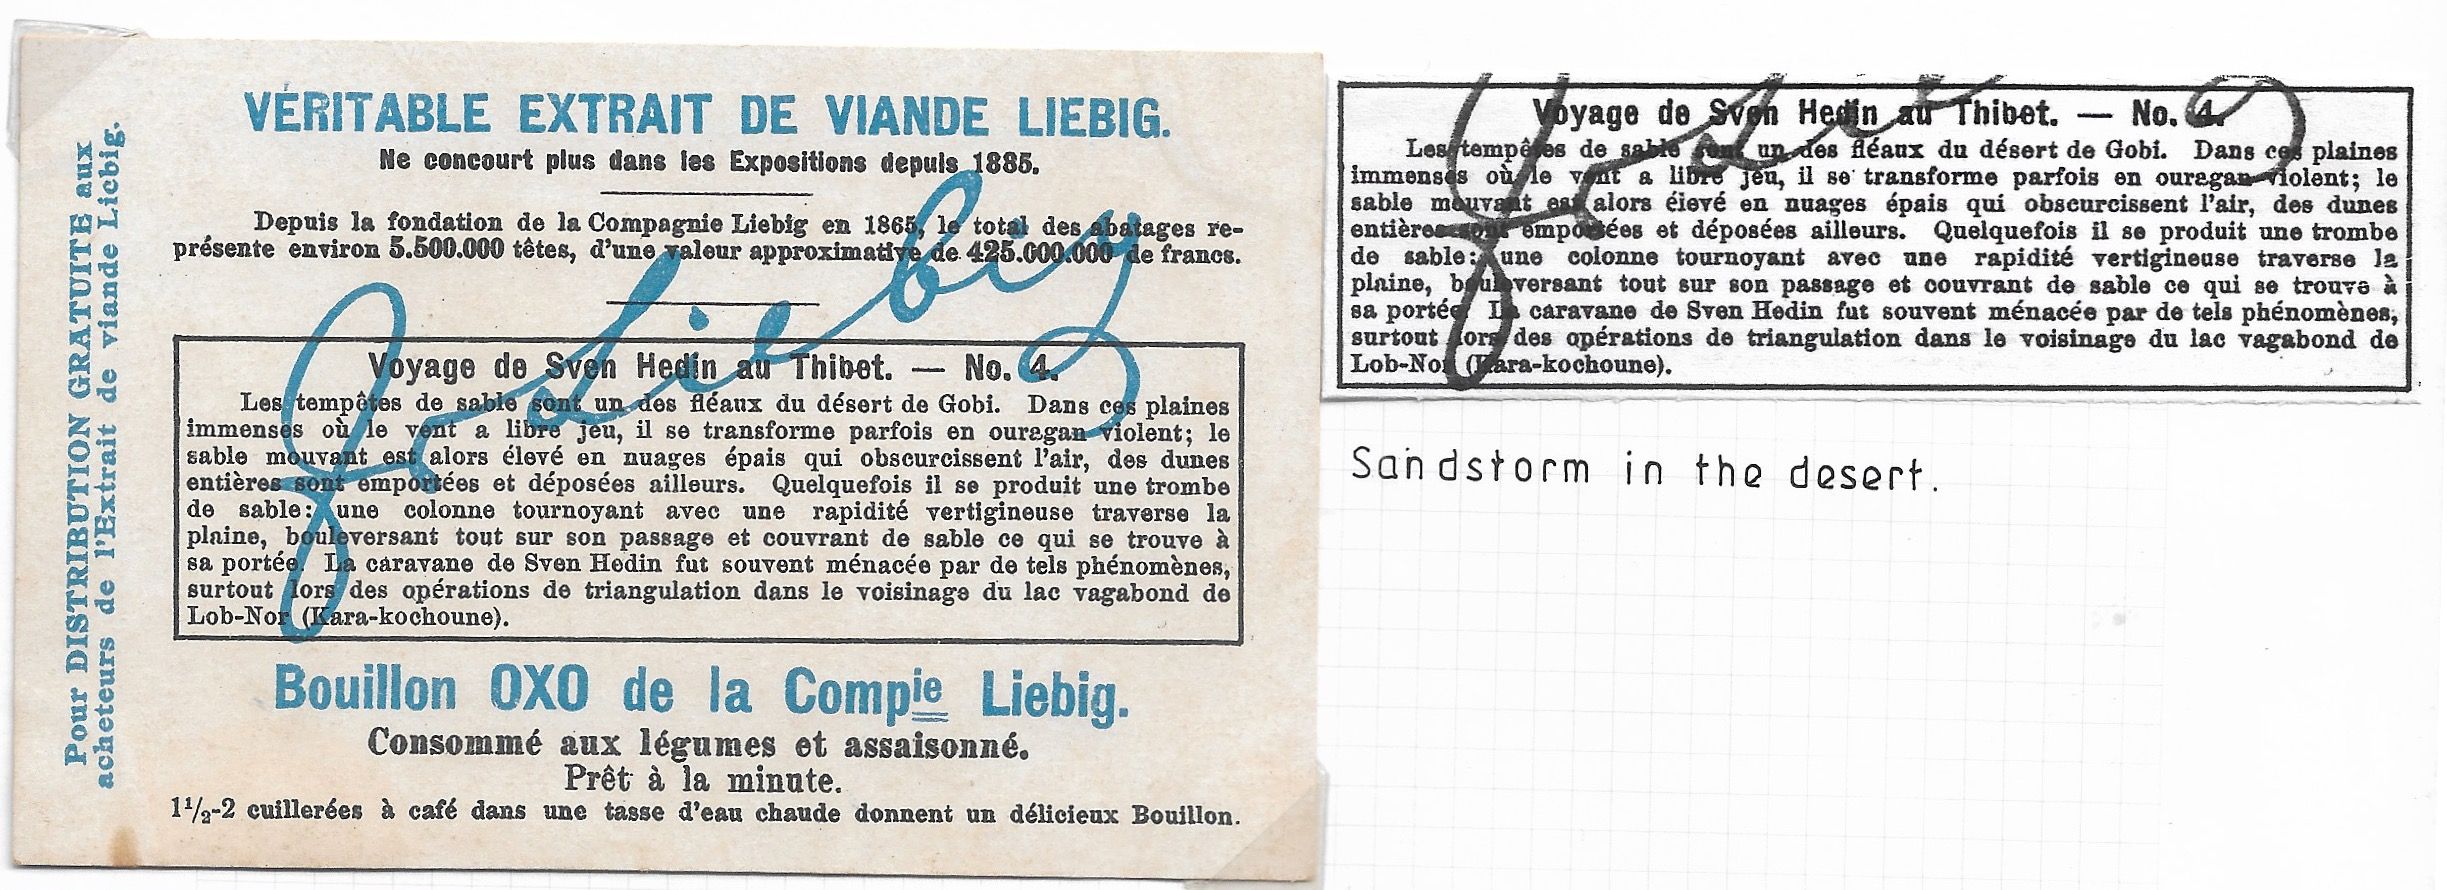 Pour DISTRIBUTION GRATUITE aux
acheteurs de l'Extrait de viande Liebig.
VÉRITABLE EXTRAIT DE VIANDE LIEBIG.
Ne concourt plus dans les Expositions depuis 1885.
Depuis la fondation de la Compagnie Liebig en 1865, le total des abatages re-
présente environ 5.500.000 têtes, d'une valeur approximative de 425.000.000 de francs.
JvLiebig
Voyage de Sven Hedin au Thibet. — No. 4.
Les tempêtes de sable sont un des fléaux du désert de Gobi. Dans ces plaines
immenses où le vent a libre jeu, il se transforme parfois en ouragan violent; le
sable mouvant est alors élevé en nuages épais qui obscurcissent l'air, des dunes
entières sont emportées et déposées ailleurs. Quelquefois il se produit une trombe
de sable: une colonne tournoyant avec une rapidité vertigineuse traverse la
plaine, bouleversant tout sur son passage et couvrant de sable ce qui se trouve à
sa portée. La caravane de Sven Hedin fut souvent ménacée par de tels phénomènes,
surtout lors des opérations de triangulation dans le voisinage du lac vagabond de
Lob-Nor (Kara-kochoune).
Bouillon OXO de la Compie Liebig.
Consommé aux légumes et assaisonné.
Prêt à la minute.
1 1/2-2 cuillerées à café dans une tasse d'eau chaude donnent un délicieux Bouillon.
Voyage de Sven Hedin au Thibet. — No. 4.
Les tempêtes de sable sont un des fléaux du désert de Gobi. Dans ces plaines
immenses où le vent a libre jeu, il se transforme parfois en ouragan violent; le
sable mouvant est alors élevé en nuages épais qui obscurcissent l'air, des dunes
entières sont emportées et déposées ailleurs. Quelquefois il se produit une trombe
de sable: une colonne tournoyant avec une rapidité vertigineuse traverse la
plaine, bouleversant tout sur son passage et couvrant de sable ce qui se trouve à
sa portée. La caravane de Sven Hedin fut souvent ménacée par de tels phénomènes,
surtout lors des opérations de triangulation dans le voisinage du lac vagabond de
Lob-Nor (Kara-kochoune).
Sandstorm in the desert.